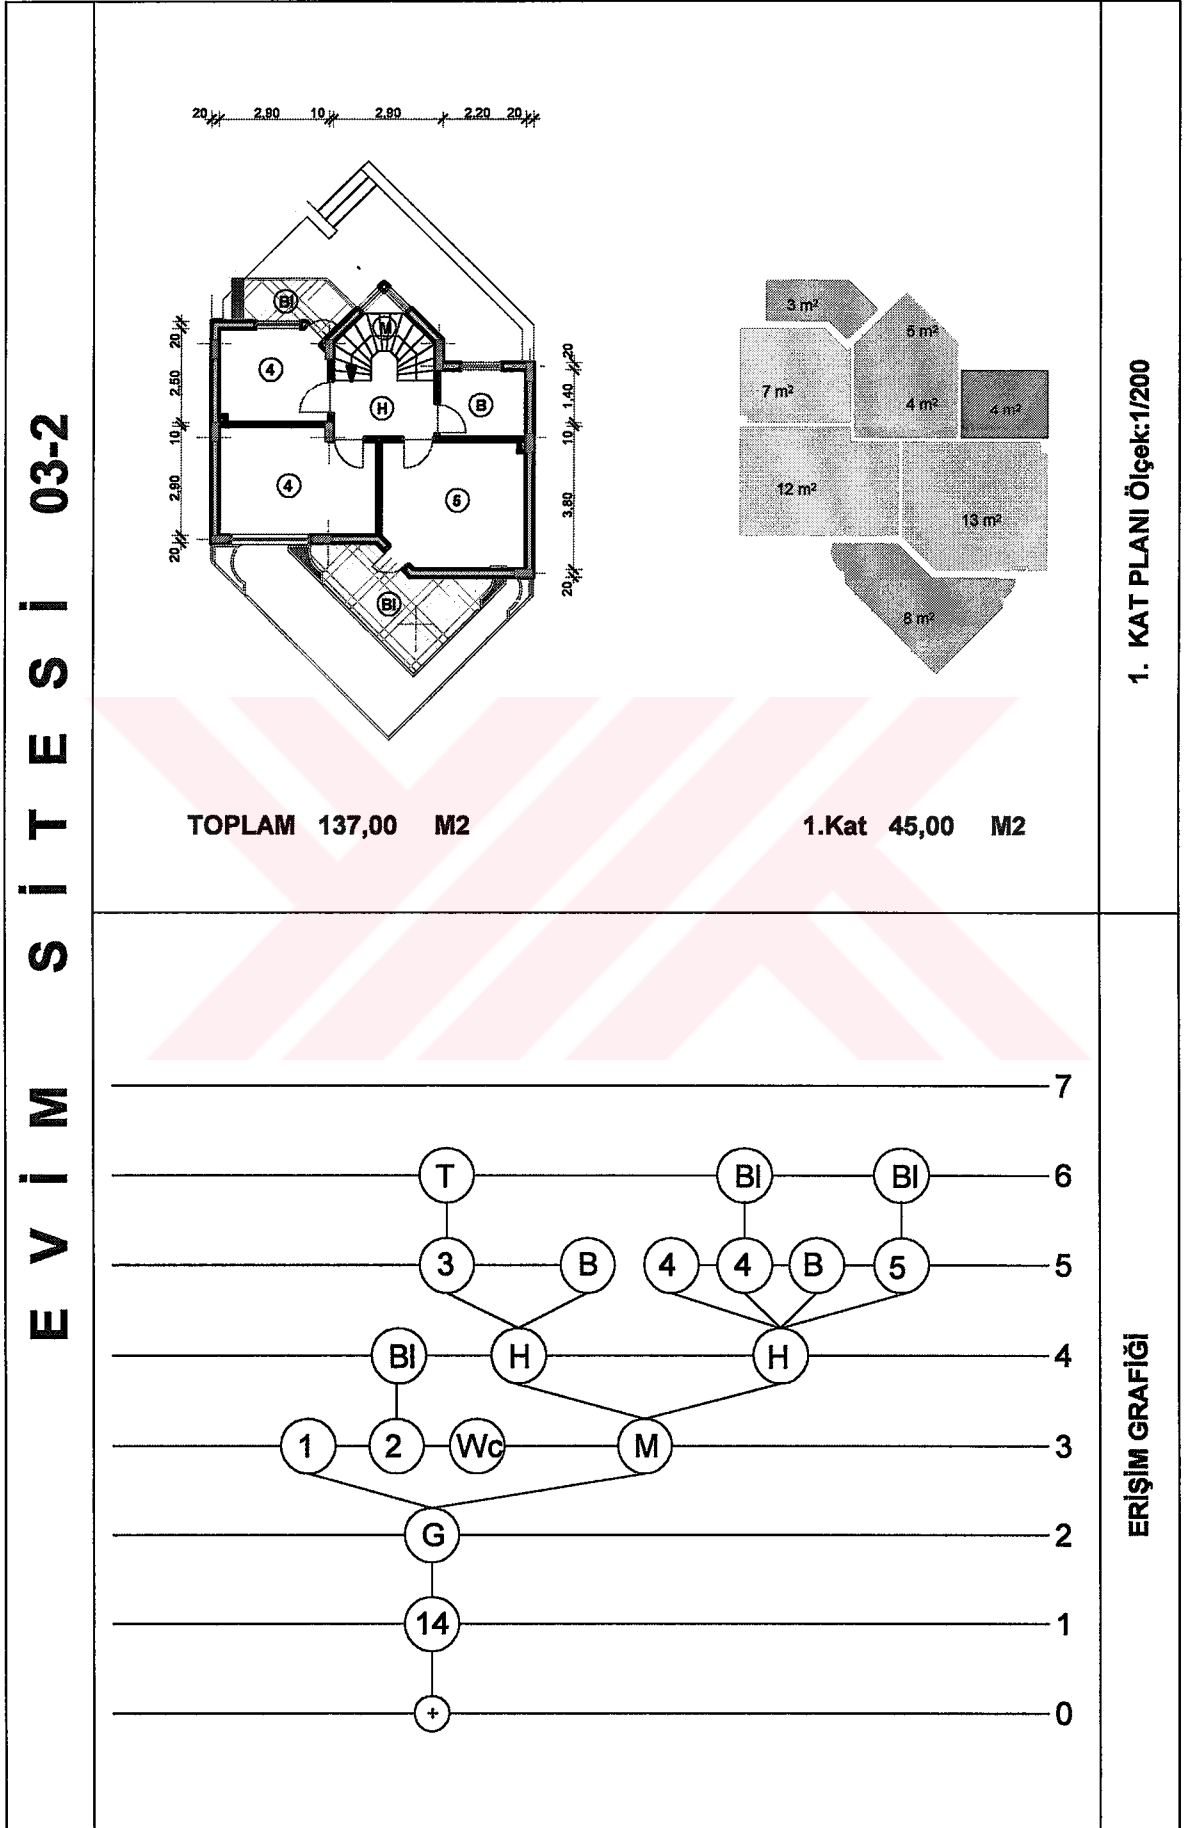 EVİM SİTESİ 03-2
20 2,90 10 2,90 2,20 20
20 2,50 10 2,90 20
20 1,40 10 3,80 20
Bl
M
4
H
B
4
5
Bl
3 m²
5 m²
7 m²
4 m²
4 m²
12 m²
13 m²
8 m²
TOPLAM 137,00 M2
1.Kat 45,00 M2
1. KAT PLANI Ölçek:1/200
7
T Bl Bl 6
3 B 4 4 B 5 5
Bl H H 4
1 2 Wc M 3
G 2
14 1
+ 0
ERİŞİM GRAFİĞİ